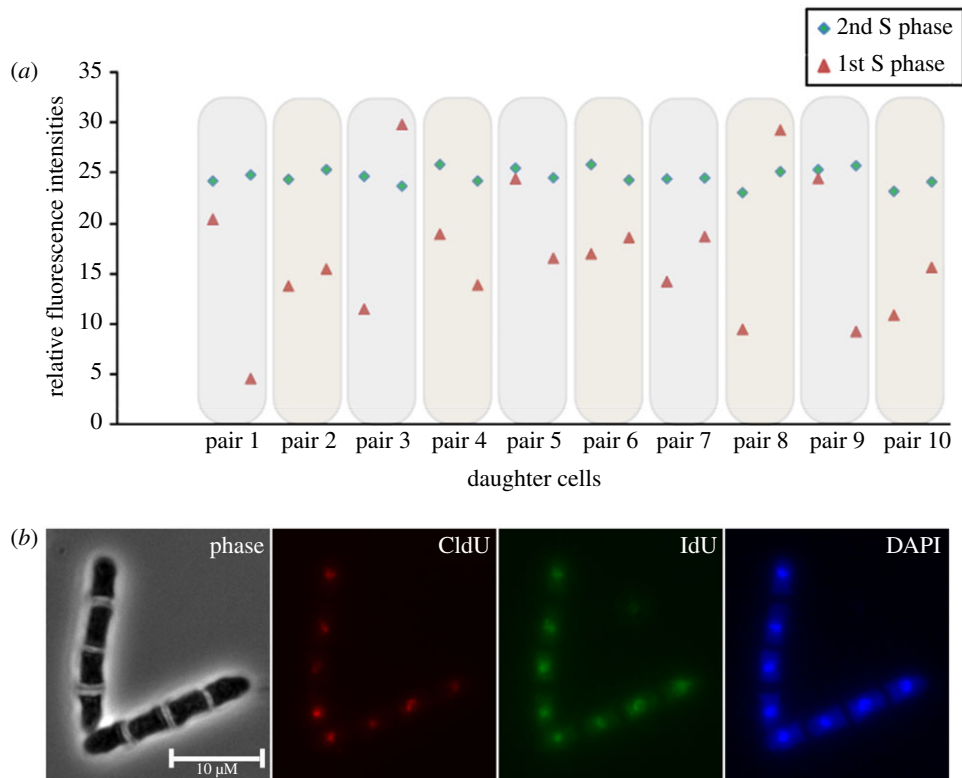 2nd S phase
1st S phase
(a)
relative fluorescence intensities
35
30
25
20
15
10
5
0
pair 1 pair 2 pair 3 pair 4 pair 5 pair 6 pair 7 pair 8 pair 9 pair 10
daughter cells
(b)
phase
CldU
IdU
DAPI
10 µM